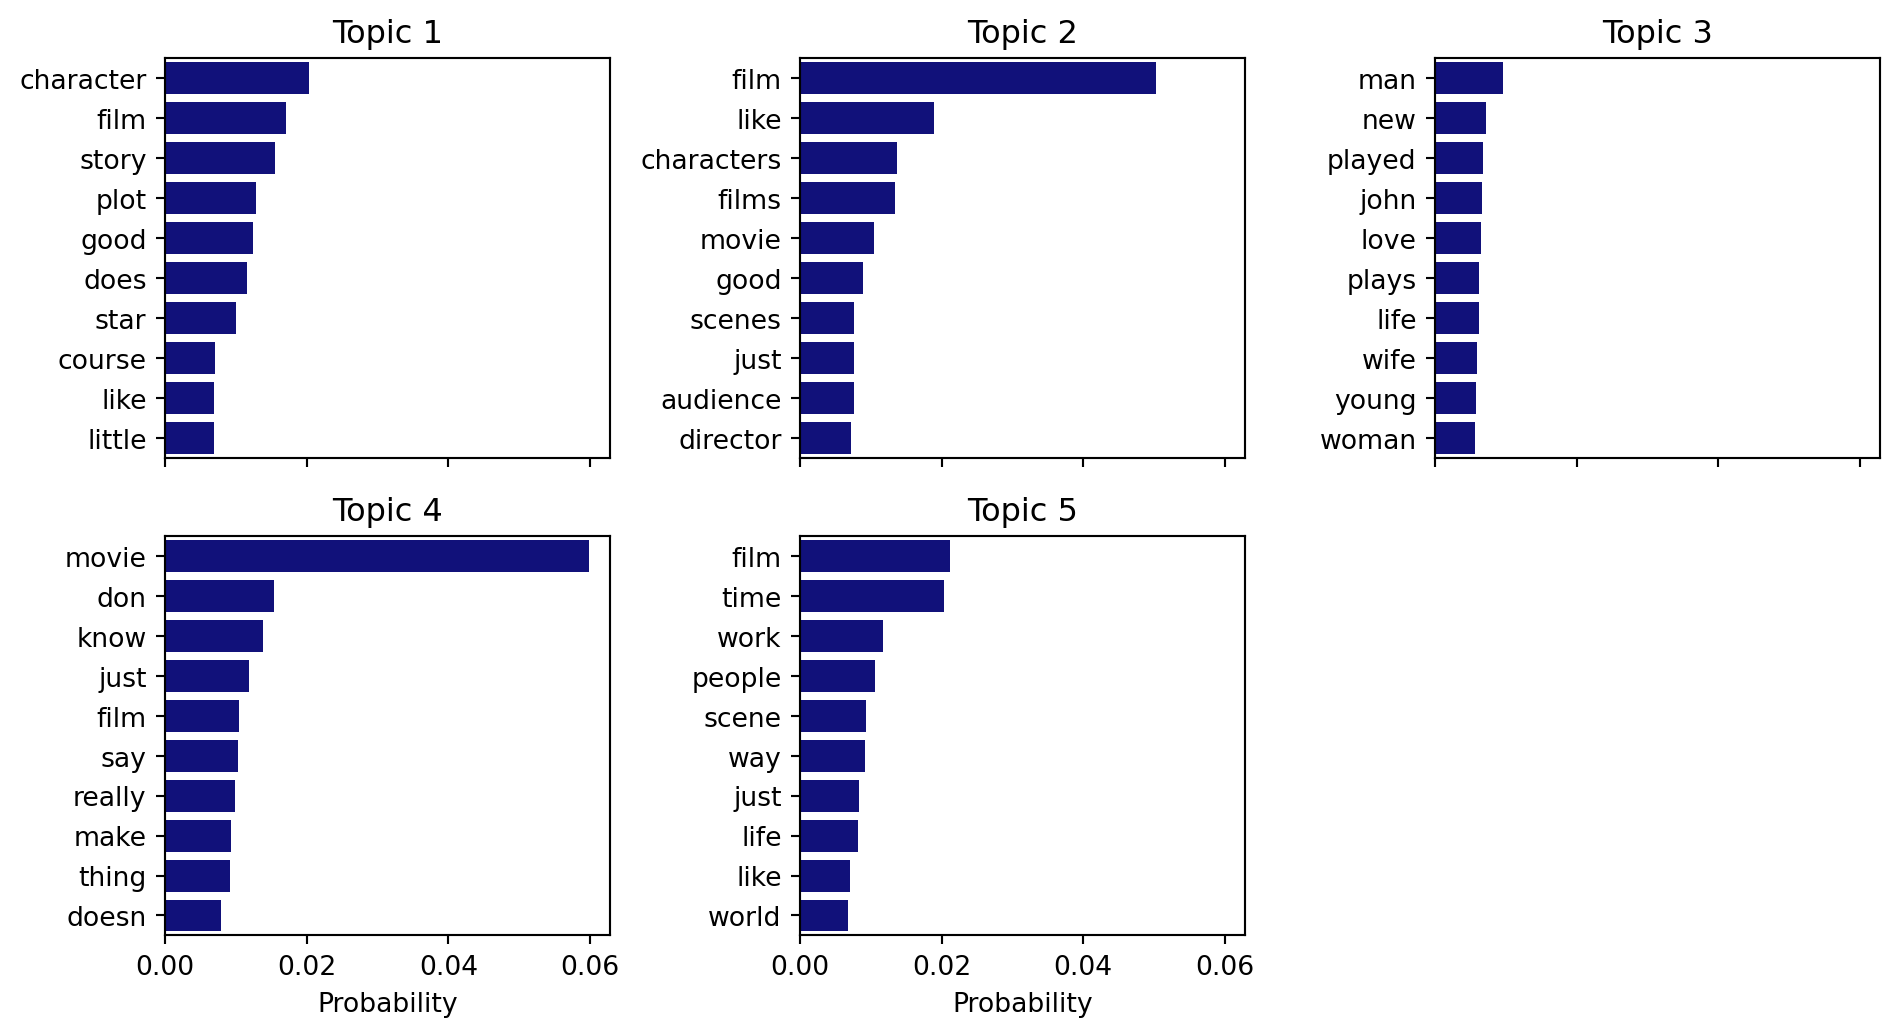 Topic 1
character
film
story
plot
good
does
star
course
like
little
Topic 2
film
like
characters
films
movie
good
scenes
just
audience
director
Topic 3
man
new
played
john
love
plays
life
wife
young
woman
Topic 4
movie
don
know
just
film
say
really
make
thing
doesn
0.00 0.02 0.04 0.06
Probability
Topic 5
film
time
work
people
scene
way
just
life
like
world
0.00 0.02 0.04 0.06
Probability